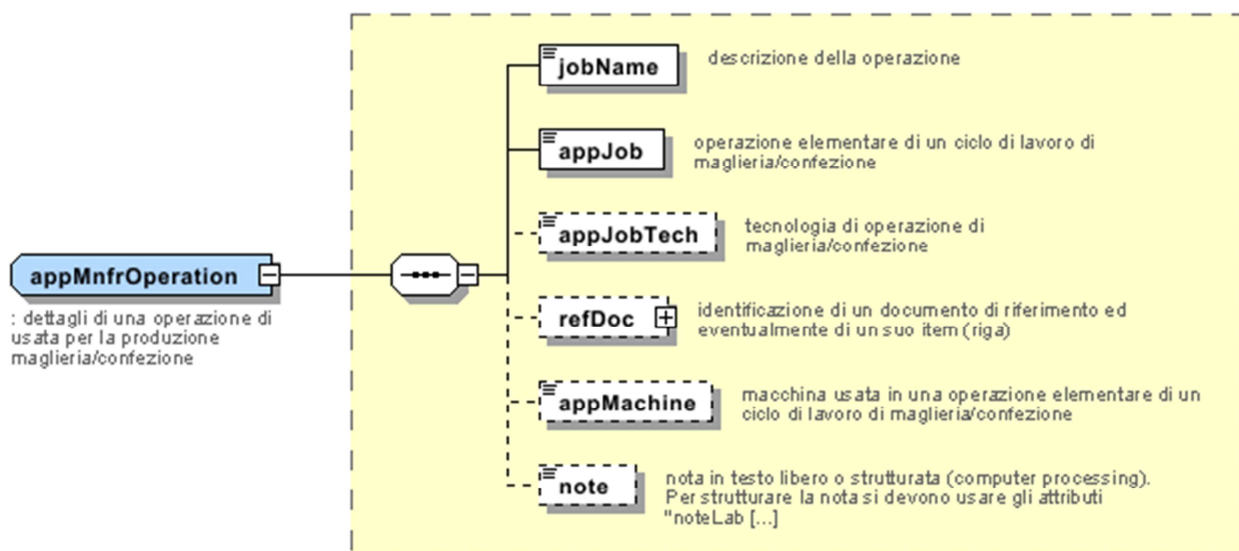 jobName
descrizione della operazione
appJob
operazione elementare di un ciclo di lavoro di
maglieria/confezione
appJobTech
tecnologia di operazione di
maglieria/confezione
appMnfrOperation
: dettagli di una operazione di
usata per la produzione
maglieria/confezione
refDoc
identificazione di un documento di riferimento ed
eventualmente di un suo item (riga)
appMachine
macchina usata in una operazione elementare di un
ciclo di lavoro di maglieria/confezione
note
nota in testo libero o strutturata (computer processing).
Per strutturare la nota si devono usare gli attributi
"noteLab [...]